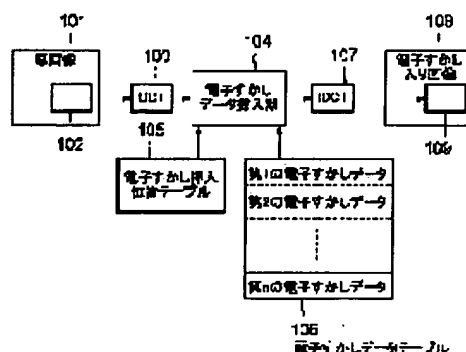 101
原画像
102
103
DCT
104
電子すかし
データ挿入器
107
IDCT
108
電子すかし
入り画像
109
105
電子すかし挿入
位置テーブル
第1の電子すかしデータ
第2の電子すかしデータ
第nの電子すかしデータ
106
電子すかしデータテーブル